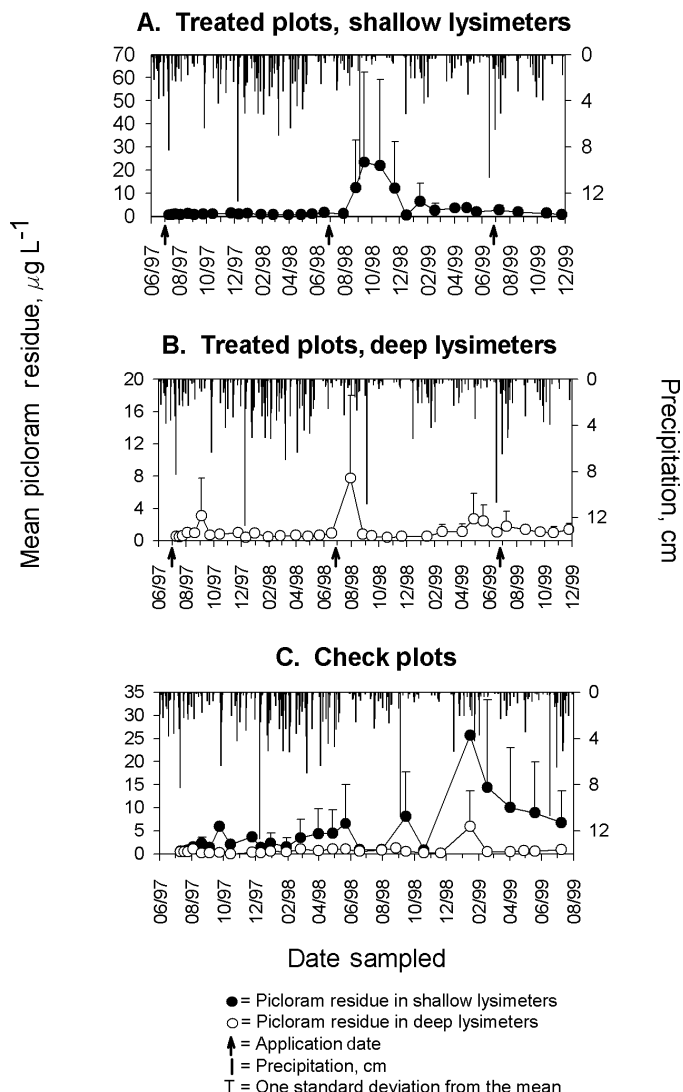 A. Treated plots, shallow lysimeters
70
60
50
40
30
20
10
0
0
4
8
12
06/97 08/97 10/97 12/97 02/98 04/98 06/98 08/98 10/98 12/98 02/99 04/99 06/99 08/99 10/99 12/99
Mean picloram residue, µg L-1
B. Treated plots, deep lysimeters
20
16
12
8
4
0
0
4
8
12
Precipitation, cm
06/97 08/97 10/97 12/97 02/98 04/98 06/98 08/98 10/98 12/98 02/99 04/99 06/99 08/99 10/99 12/99
C. Check plots
35
30
25
20
15
10
5
0
0
4
8
12
06/97 08/97 10/97 12/97 02/98 04/98 06/98 08/98 10/98 12/98 02/99 04/99 06/99 08/99
Date sampled
= Picloram residue in shallow lysimeters
= Picloram residue in deep lysimeters
= Application date
= Precipitation, cm
= One standard deviation from the mean